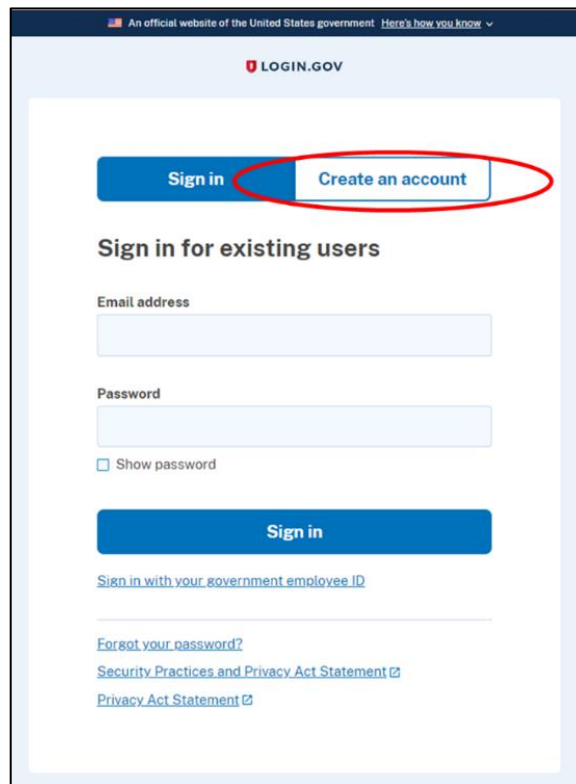 An official website of the United States government Here's how you know
LOGIN.GOV
Sign in Create an account
Sign in for existing users
Email address
Password
Show password
Sign in
Sign in with your government employee ID
Forgot your password?
Security Practices and Privacy Act Statement
Privacy Act Statement